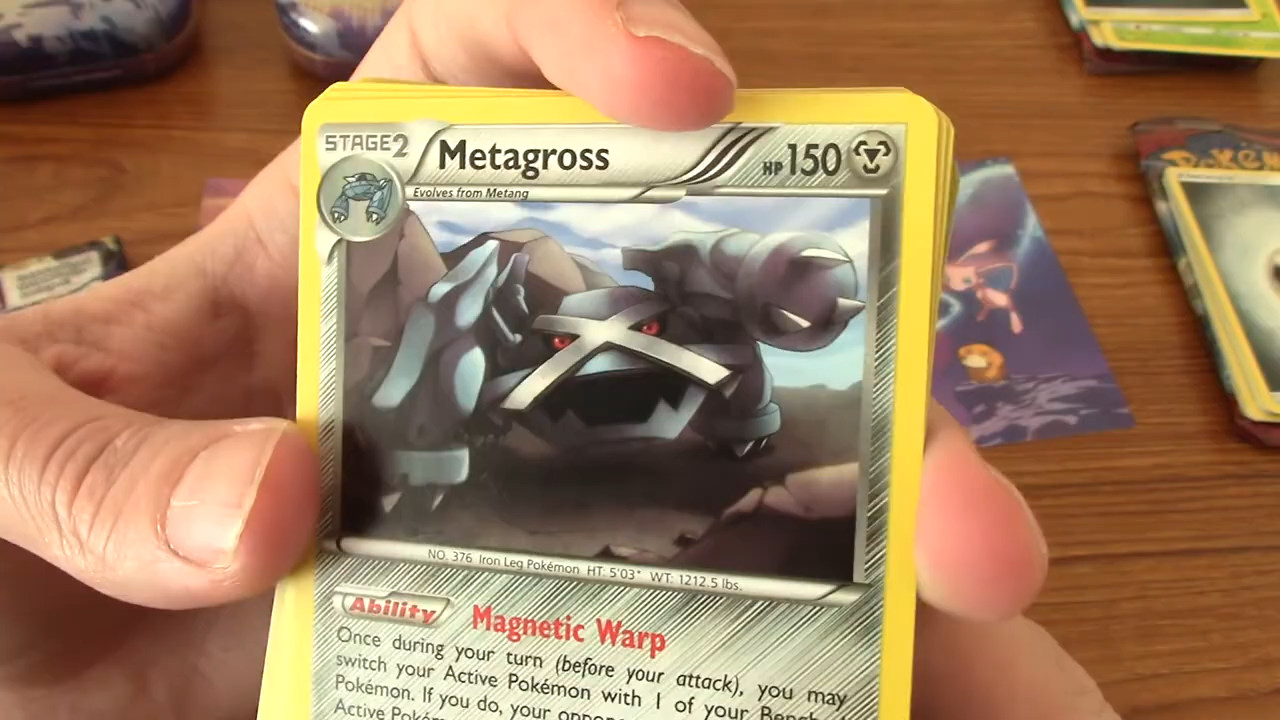 STAGE2 Metagross HP150
Evolves from Metang
NO. 376 Iron Leg Pokémon HT: 5'03" WT: 1212.5 lbs.
Ability Magnetic Warp
Once during your turn (before your attack), you may
switch your Active Pokémon with 1 of your
Pokémon. If you do, your
Active
POKéM